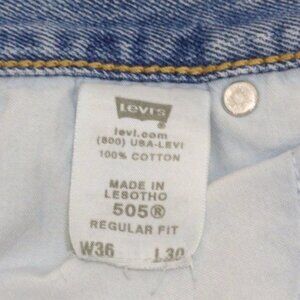 Levi's
levi.com
(800) USA-LEVI
100% COTTON
MADE IN
LESOTHO
505®
REGULAR FIT
W36 L30